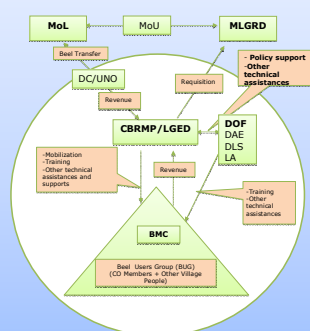 MoL
MoU
MLGRD
Beel Transfer
- Policy support
-Other
technical
assistances
DC/UNO
Requisition
Revenue
CBRMP/LGED
DOF
DAE
DLS
LA
-Mobilization
-Training
-Other technical
assistances and
supports
Revenue
-Training
-Other
technical
assistances
BMC
Beel Users Group (BUG)
(CO Members + Other Village
People)